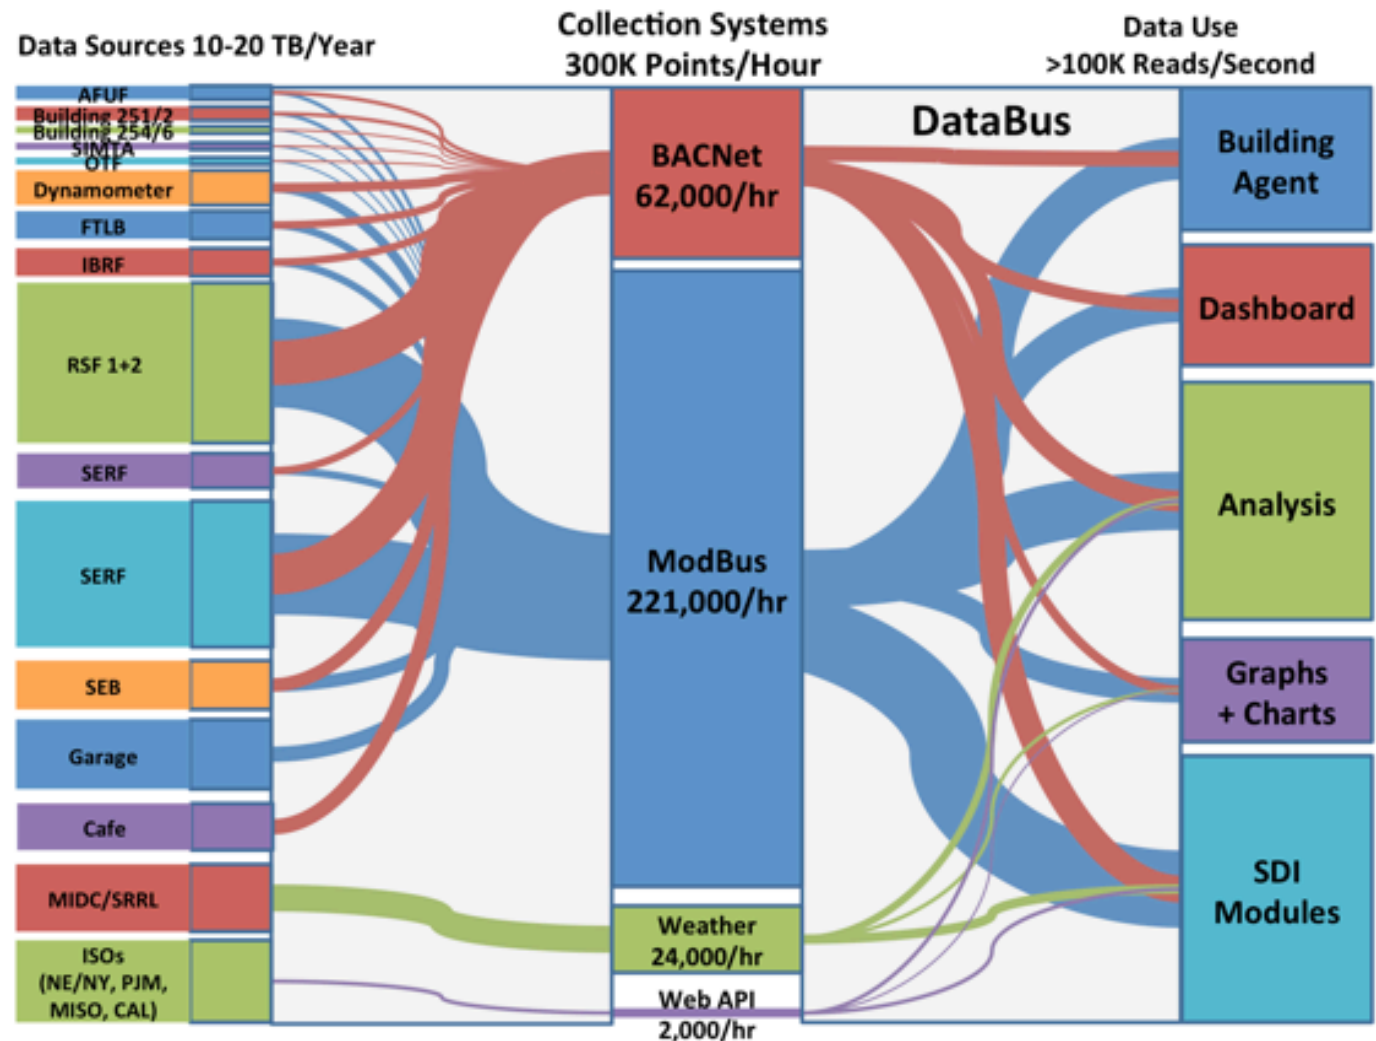 Data Sources 10-20 TB/Year
Collection Systems
300K Points/Hour
Data Use
>100K Reads/Second
AFUF
Building 251/2
Building 254/6
SIMTA
OTF
Dynamometer
FTLB
IBRF
RSF 1+2
SERF
SERF
SEB
Garage
Cafe
MIDC/SRRL
ISOs
(NE/NY, PJM,
MISO, CAL)
BACNet
62,000/hr
ModBus
221,000/hr
Weather
24,000/hr
Web API
2,000/hr
DataBus
Building
Agent
Dashboard
Analysis
Graphs
+ Charts
SDI
Modules